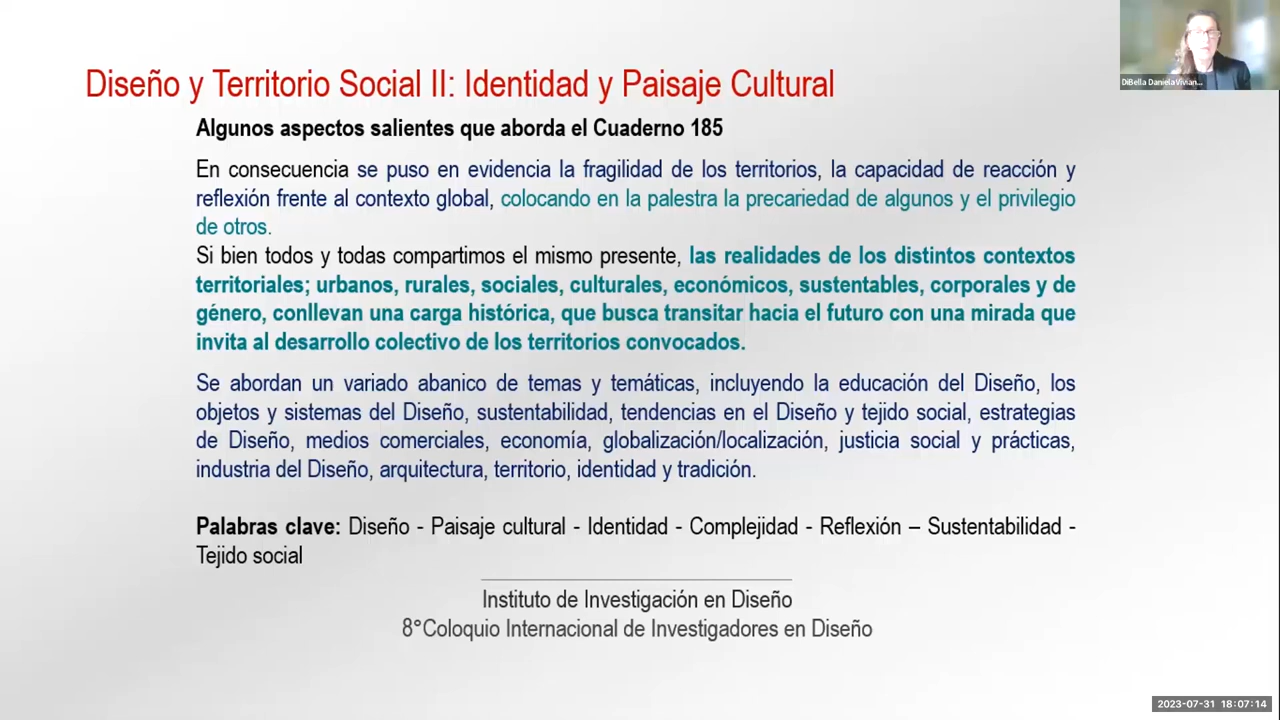 DiBella DanielaVivian...
Diseño y Territorio Social II: Identidad y Paisaje Cultural
Algunos aspectos salientes que aborda el Cuaderno 185
En consecuencia se puso en evidencia la fragilidad de los territorios, la capacidad de reacción y
reflexión frente al contexto global, colocando en la palestra la precariedad de algunos y el privilegio
de otros.
Si bien todos y todas compartimos el mismo presente, las realidades de los distintos contextos
territoriales; urbanos, rurales, sociales, culturales, económicos, sustentables, corporales y de
género, conllevan una carga histórica, que busca transitar hacia el futuro con una mirada que
invita al desarrollo colectivo de los territorios convocados.
Se abordan un variado abanico de temas y temáticas, incluyendo la educación del Diseño, los
objetos y sistemas del Diseño, sustentabilidad, tendencias en el Diseño y tejido social, estrategias
de Diseño, medios comerciales, economía, globalización/localización, justicia social y prácticas,
industria del Diseño, arquitectura, territorio, identidad y tradición.
Palabras clave: Diseño - Paisaje cultural - Identidad - Complejidad - Reflexión – Sustentabilidad -
Tejido social
Instituto de Investigación en Diseño
8°Coloquio Internacional de Investigadores en Diseño
2023-07-31 18:07:14